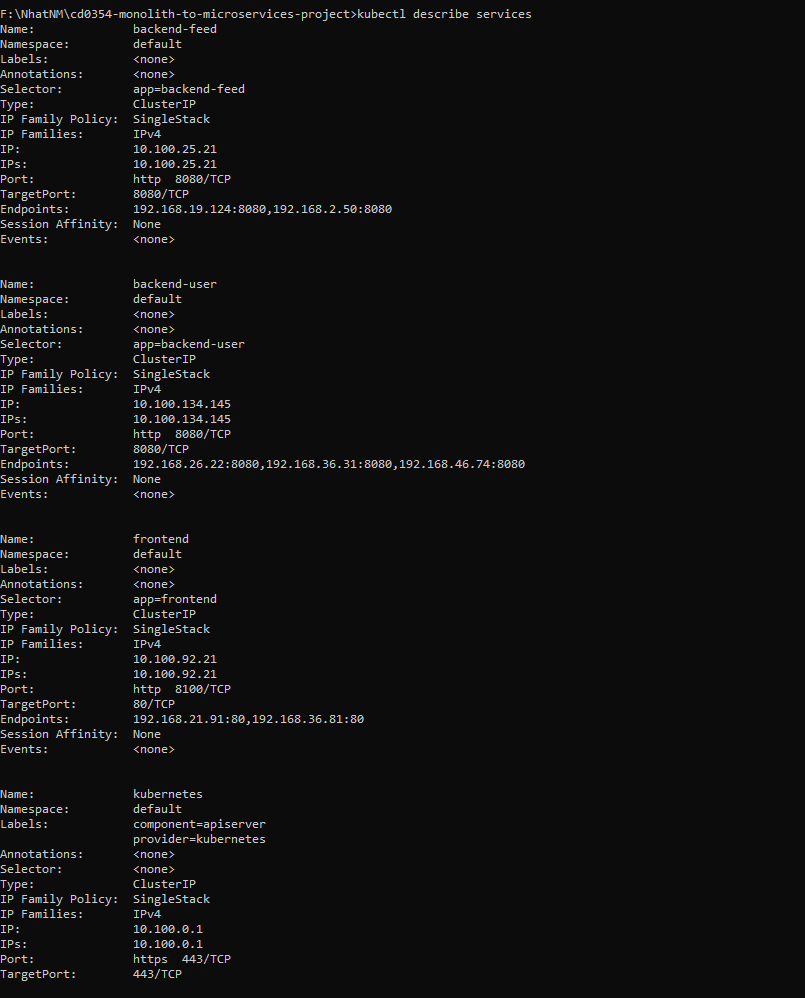 F:\NhatNM\cd0354-monolith-to-microservices-project>kubectl describe services
Name:              backend-feed
Namespace:         default
Labels:            <none>
Annotations:       <none>
Selector:          app=backend-feed
Type:              ClusterIP
IP Family Policy:  SingleStack
IP Families:       IPv4
IP:                10.100.25.21
IPs:               10.100.25.21
Port:              http  8080/TCP
TargetPort:        8080/TCP
Endpoints:         192.168.19.124:8080,192.168.2.50:8080
Session Affinity:  None
Events:            <none>

Name:              backend-user
Namespace:         default
Labels:            <none>
Annotations:       <none>
Selector:          app=backend-user
Type:              ClusterIP
IP Family Policy:  SingleStack
IP Families:       IPv4
IP:                10.100.134.145
IPs:               10.100.134.145
Port:              http  8080/TCP
TargetPort:        8080/TCP
Endpoints:         192.168.26.22:8080,192.168.36.31:8080,192.168.46.74:8080
Session Affinity:  None
Events:            <none>

Name:              frontend
Namespace:         default
Labels:            <none>
Annotations:       <none>
Selector:          app=frontend
Type:              ClusterIP
IP Family Policy:  SingleStack
IP Families:       IPv4
IP:                10.100.92.21
IPs:               10.100.92.21
Port:              http  8100/TCP
TargetPort:        80/TCP
Endpoints:         192.168.21.91:80,192.168.36.81:80
Session Affinity:  None
Events:            <none>

Name:              kubernetes
Namespace:         default
Labels:            component=apiserver
                   provider=kubernetes
Annotations:       <none>
Selector:          <none>
Type:              ClusterIP
IP Family Policy:  SingleStack
IP Families:       IPv4
IP:                10.100.0.1
IPs:               10.100.0.1
Port:              https  443/TCP
TargetPort:        443/TCP